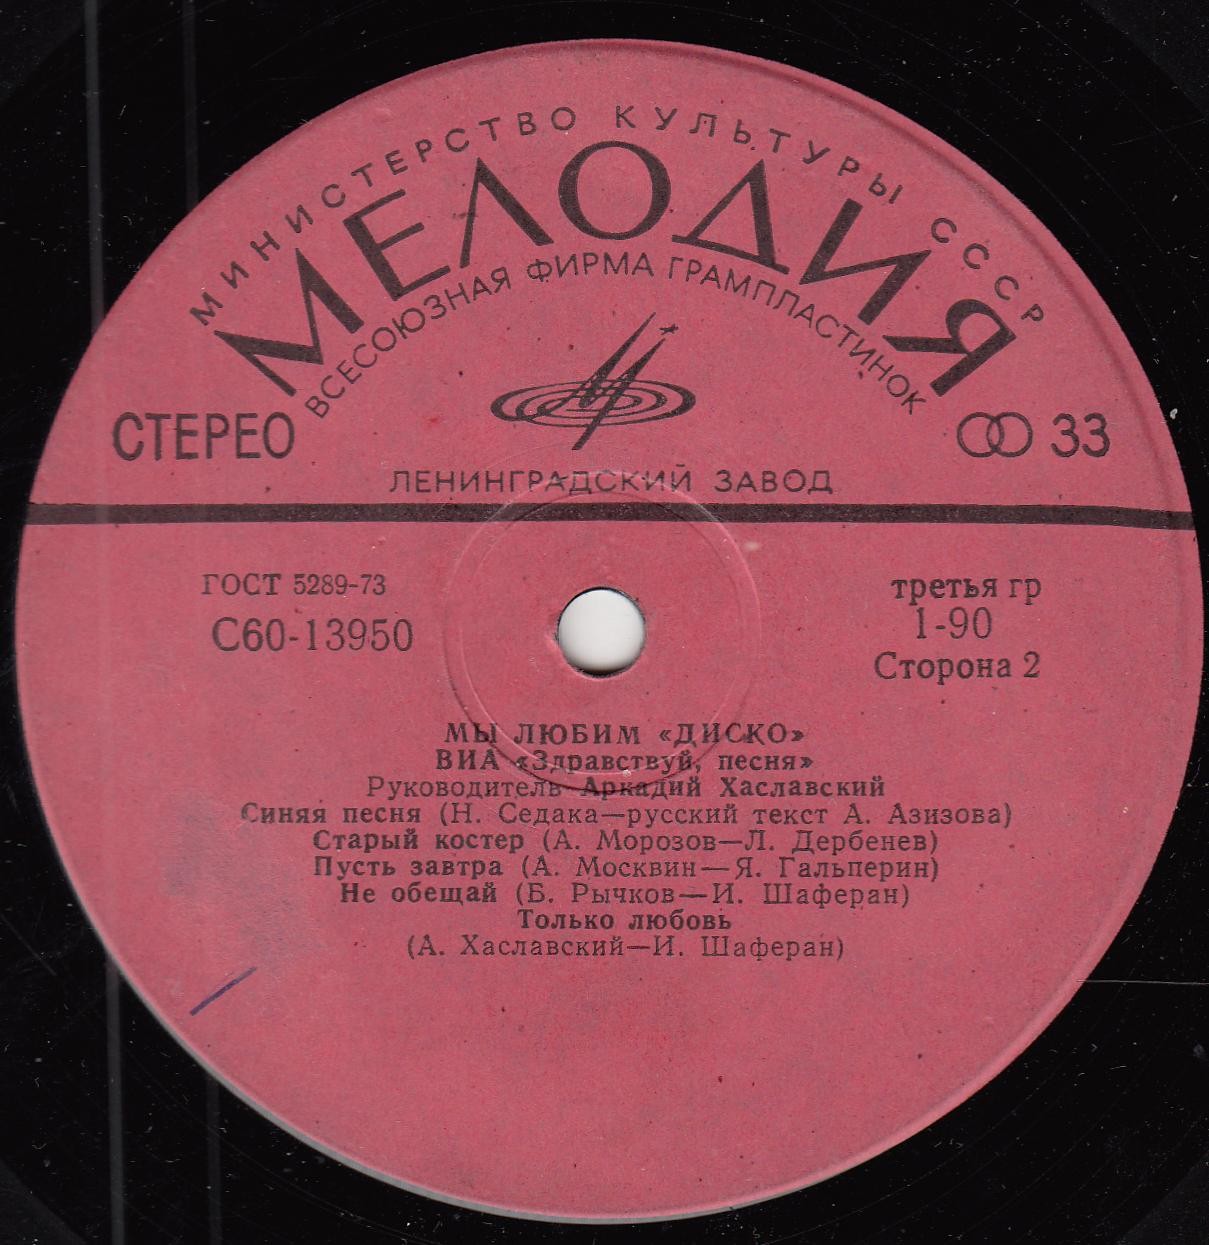 МИНИСТЕРСТВО КУЛЬТУРЫ СССР
МЕЛОДИЯ
ВСЕСОЮЗНАЯ ФИРМА ГРАМПЛАСТИНОК
СТЕРЕО
33
ЛЕНИНГРАДСКИЙ ЗАВОД
ГОСТ 5289-73
третья гр
С60-13950
1-90
Сторона 2
МЫ ЛЮБИМ «ДИСКО»
ВИА «Здравствуй, песня»
Руководитель Аркадий Хаславский
Синяя песня (Н. Седака—русский текст А. Азизова)
Старый костер (А. Морозов—Л. Дербенев)
Пусть завтра (А. Москвин—Я. Гальперин)
Не обещай (Б. Рычков—И. Шаферан)
Только любовь
(А. Хаславский—И. Шаферан)